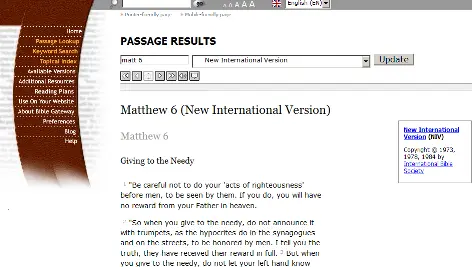 English (EN)
Printer-friendly page
Mobile-friendly page
Home
Passage Lookup
Keyword Search
Topical Index
Available Versions
Additional Resources
Reading Plans
Use On Your Website
About Bible Gateway
Preferences
Blog
Help
PASSAGE RESULTS
matt 6
New International Version
Update
Matthew 6 (New International Version)
Matthew 6
Giving to the Needy
1 "Be careful not to do your 'acts of righteousness'
before men, to be seen by them. If you do, you will have
no reward from your Father in heaven.
2 "So when you give to the needy, do not announce it
with trumpets, as the hypocrites do in the synagogues
and on the streets, to be honored by men. I tell you the
truth, they have received their reward in full. 3 But when
you give to the needy, do not let your left hand know
New International
Version (NIV)
Copyright © 1973,
1978, 1984 by
International Bible
Society